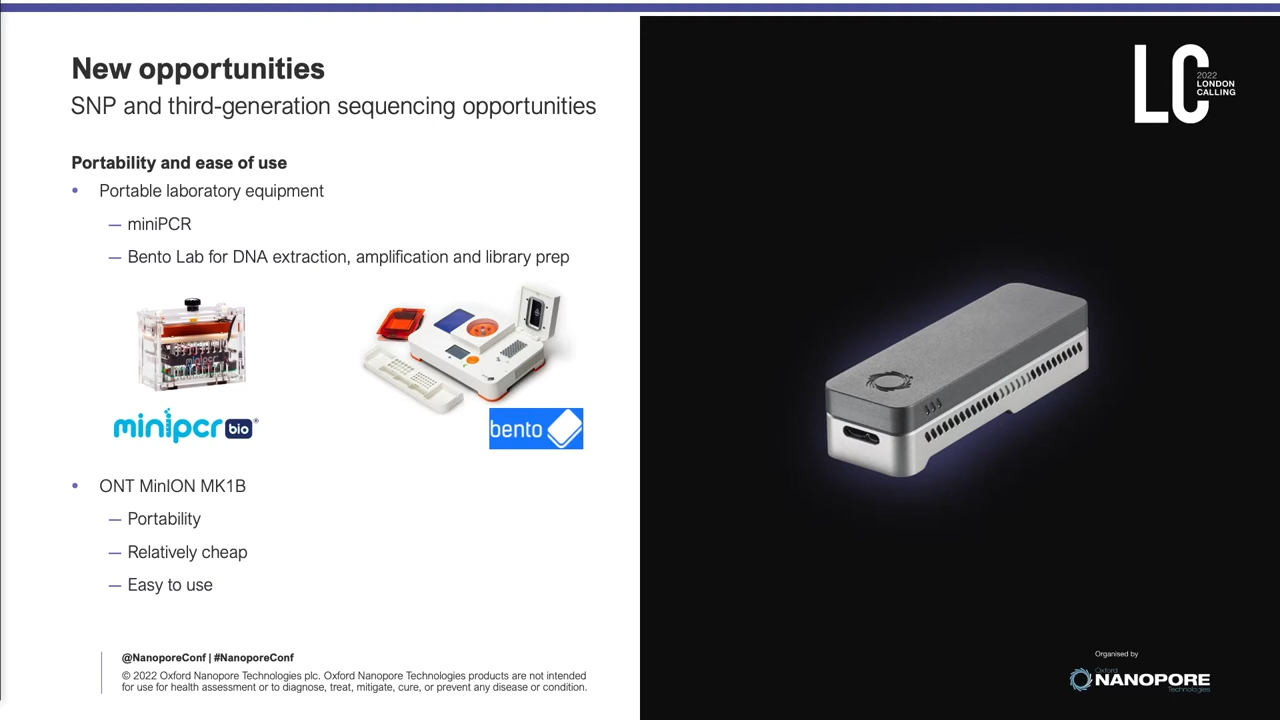 New opportunities
SNP and third-generation sequencing opportunities
Portability and ease of use
• Portable laboratory equipment
— miniPCR
— Bento Lab for DNA extraction, amplification and library prep
minipcr
minipcr bio®
bento
• ONT MinION MK1B
— Portability
— Relatively cheap
— Easy to use
@NanoporeConf | #NanoporeConf
© 2022 Oxford Nanopore Technologies plc. Oxford Nanopore Technologies products are not intended
for use for health assessment or to diagnose, treat, mitigate, cure, or prevent any disease or condition.
LC
2022
LONDON
CALLING
Organised by
Oxford
NANOPORE
Technologies